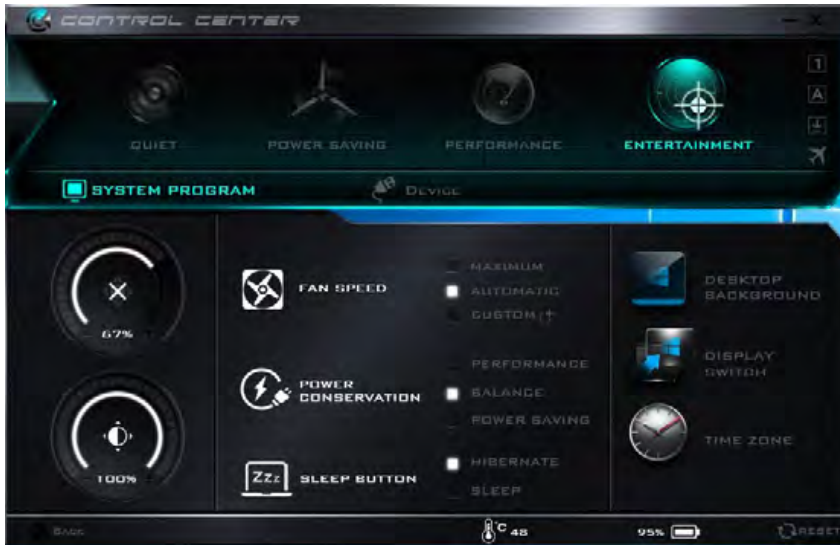 CONTROL CENTER
1
A
QUIET
POWER SAVING
PERFORMANCE
ENTERTAINMENT
SYSTEM PROGRAM
DEVICE
67%
100%
FAN SPEED
MAXIMUM
AUTOMATIC
CUSTOM
POWER
CONSERVATION
PERFORMANCE
BALANCE
POWER SAVING
ZZz
SLEEP BUTTON
HIBERNATE
SLEEP
DESKTOP
BACKGROUND
DISPLAY
SWITCH
TIME ZONE
BACK
°C 48
95%
RESET